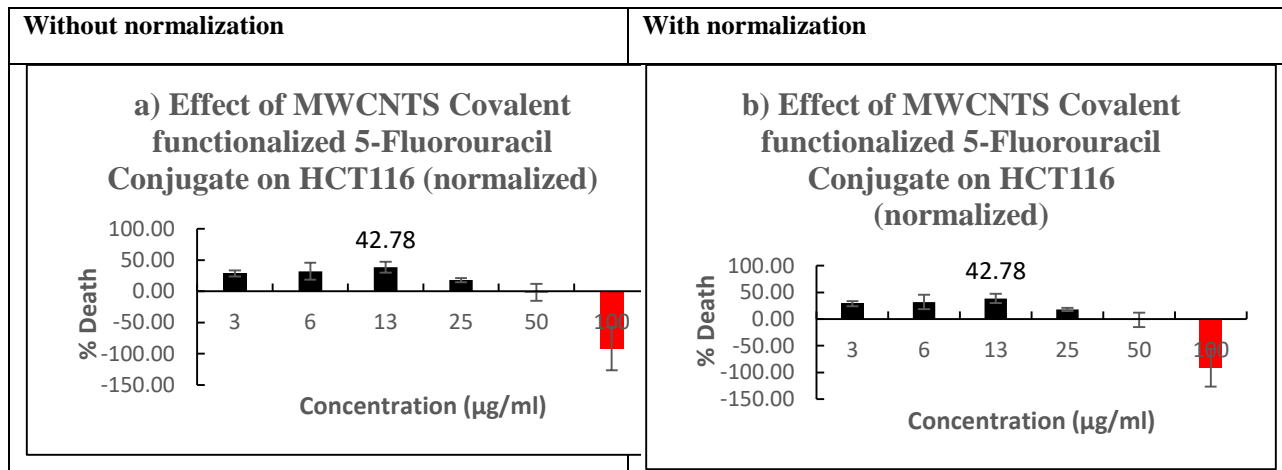 Without normalization
With normalization
a) Effect of MWCNTS Covalent
functionalized 5-Fluorouracil
Conjugate on HCT116 (normalized)
100.00
50.00
0.00
-50.00
-100.00
-150.00
% Death
42.78
3 6 13 25 50 100
Concentration (µg/ml)
b) Effect of MWCNTS Covalent
functionalized 5-Fluorouracil
Conjugate on HCT116
(normalized)
100.00
50.00
0.00
-50.00
-100.00
-150.00
% Death
42.78
3 6 13 25 50 100
Concentration (µg/ml)